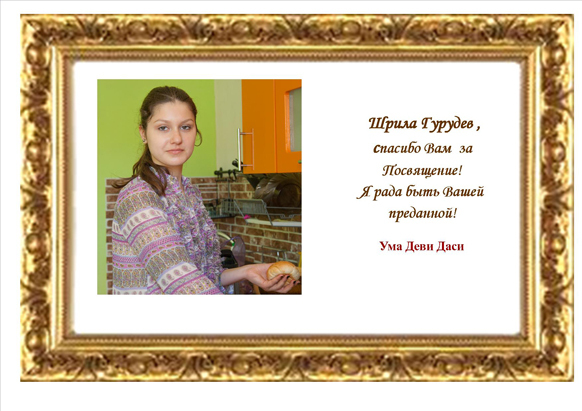 Шрила Гурудев ,
спасибо Вам за
Посвящение!
Я рада быть Вашей
преданной!
Ума Деви Даси